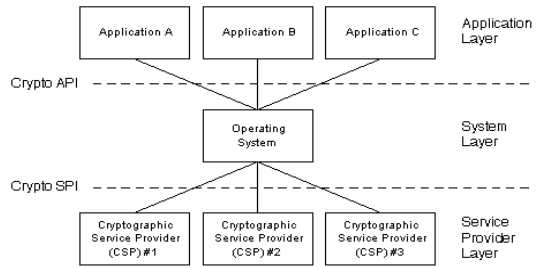 Application A
Application B
Application C
Application
Layer
Crypto API
Operating
System
System
Layer
Crypto SPI
Cryptographic
Service Provider
(CSP) #1
Cryptographic
Service Provider
(CSP) #2
Cryptographic
Service Provider
(CSP) #3
Service
Provider
Layer